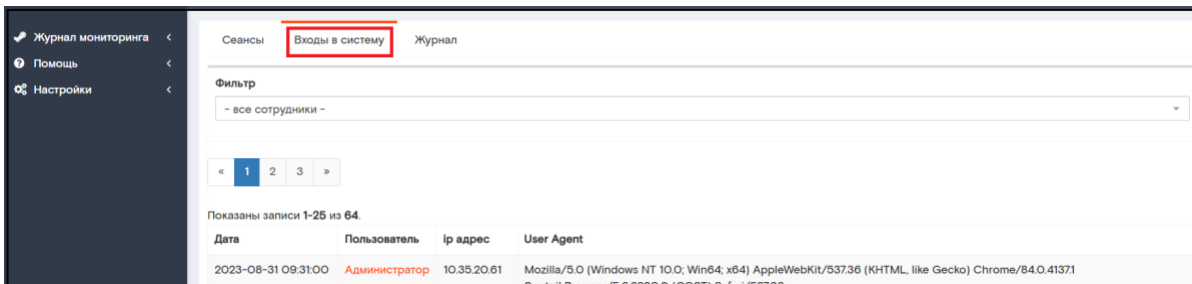 Журнал мониторинга
Помощь
Настройки
Сеансы Входы в систему Журнал
Фильтр
- все сотрудники -
« 1 2 3 »
Показаны записи 1-25 из 64.
Дата Пользователь ip адрес User Agent
2023-08-31 09:31:00 Администратор 10.35.20.61 Mozilla/5.0 (Windows NT 10.0; Win64; x64) AppleWebKit/537.36 (KHTML, like Gecko) Chrome/84.0.4137.1